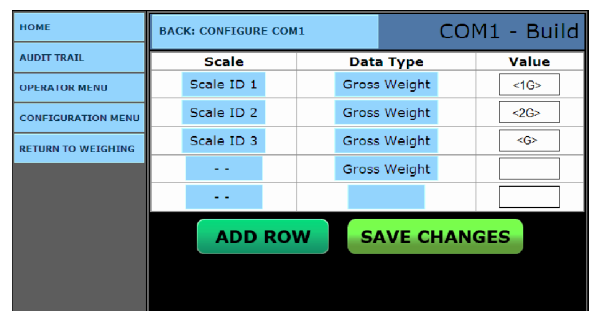 HOME
BACK: CONFIGURE COM1
COM1 - Build
AUDIT TRAIL
OPERATOR MENU
CONFIGURATION MENU
RETURN TO WEIGHING
Scale Data Type Value
Scale ID 1 Gross Weight <1G>
Scale ID 2 Gross Weight <2G>
Scale ID 3 Gross Weight <G>
- - Gross Weight
- -
ADD ROW SAVE CHANGES